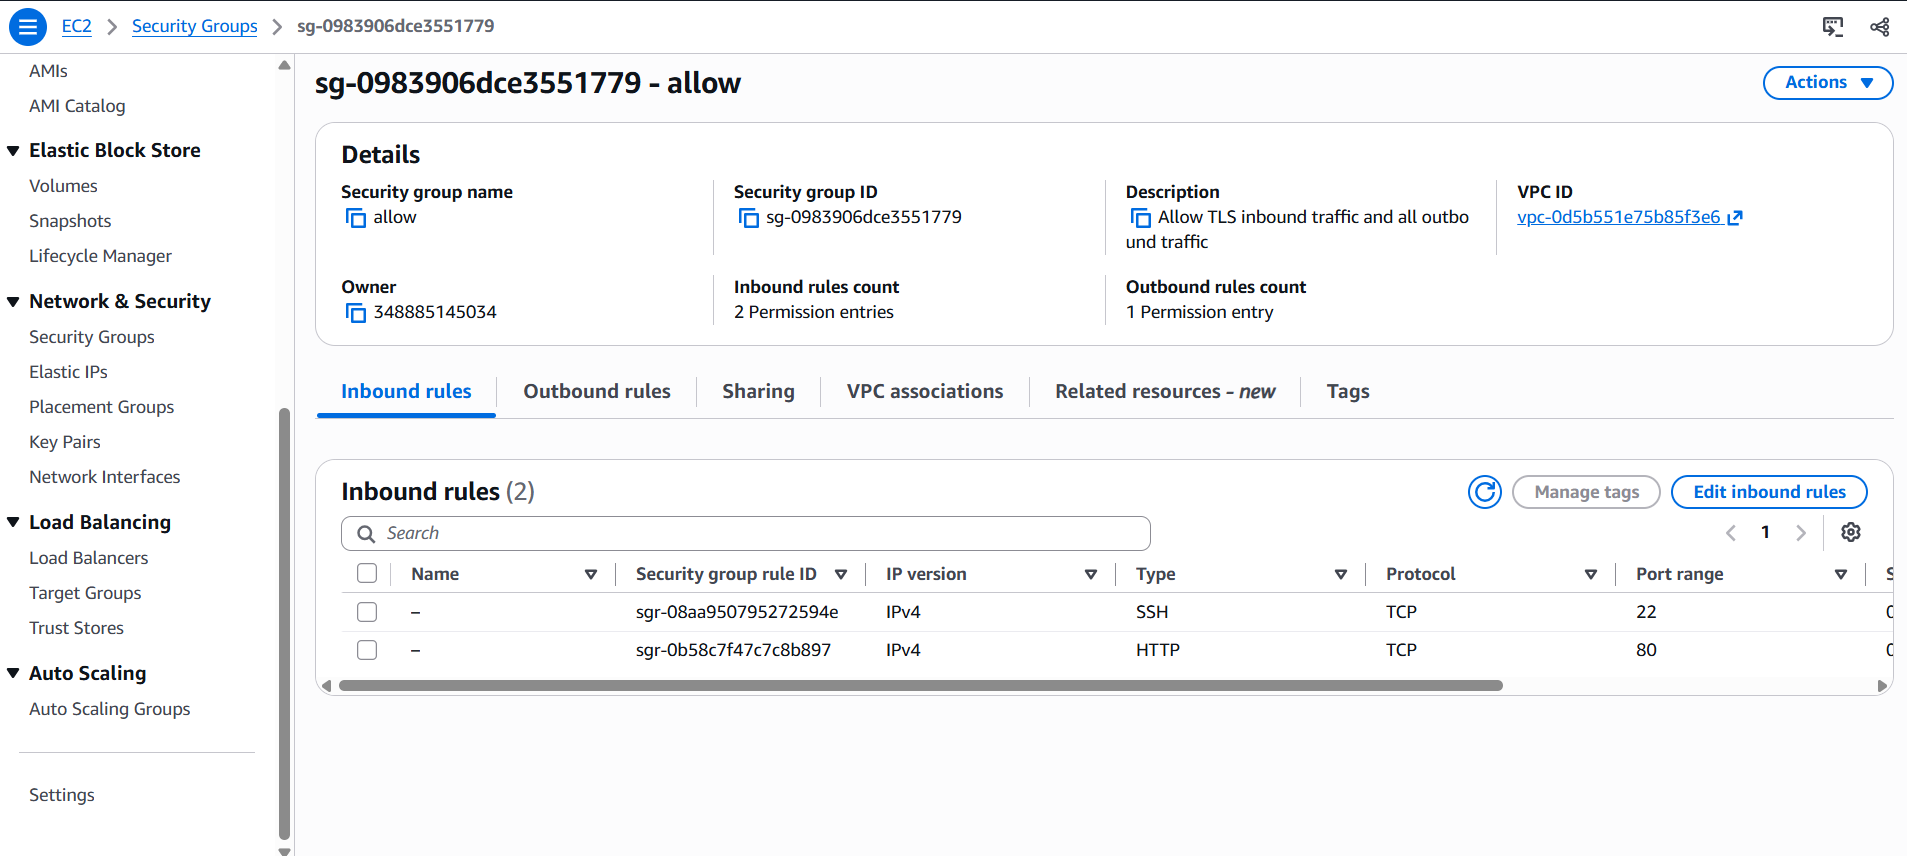 EC2 > Security Groups > sg-0983906dce3551779
AMIs
AMI Catalog
Elastic Block Store
Volumes
Snapshots
Lifecycle Manager
Network & Security
Security Groups
Elastic IPs
Placement Groups
Key Pairs
Network Interfaces
Load Balancing
Load Balancers
Target Groups
Trust Stores
Auto Scaling
Auto Scaling Groups
Settings
sg-0983906dce3551779 - allow
Actions
Details
Security group name
allow
Security group ID
sg-0983906dce3551779
Description
Allow TLS inbound traffic and all outbo
und traffic
VPC ID
vpc-0d5b551e75b85f3e6
Owner
348885145034
Inbound rules count
2 Permission entries
Outbound rules count
1 Permission entry
Inbound rules Outbound rules Sharing VPC associations Related resources - new Tags
Inbound rules (2)
Manage tags
Edit inbound rules
Search
1
Name Security group rule ID IP version Type Protocol Port range
– sgr-08aa950795272594e IPv4 SSH TCP 22
– sgr-0b58c7f47c7c8b897 IPv4 HTTP TCP 80